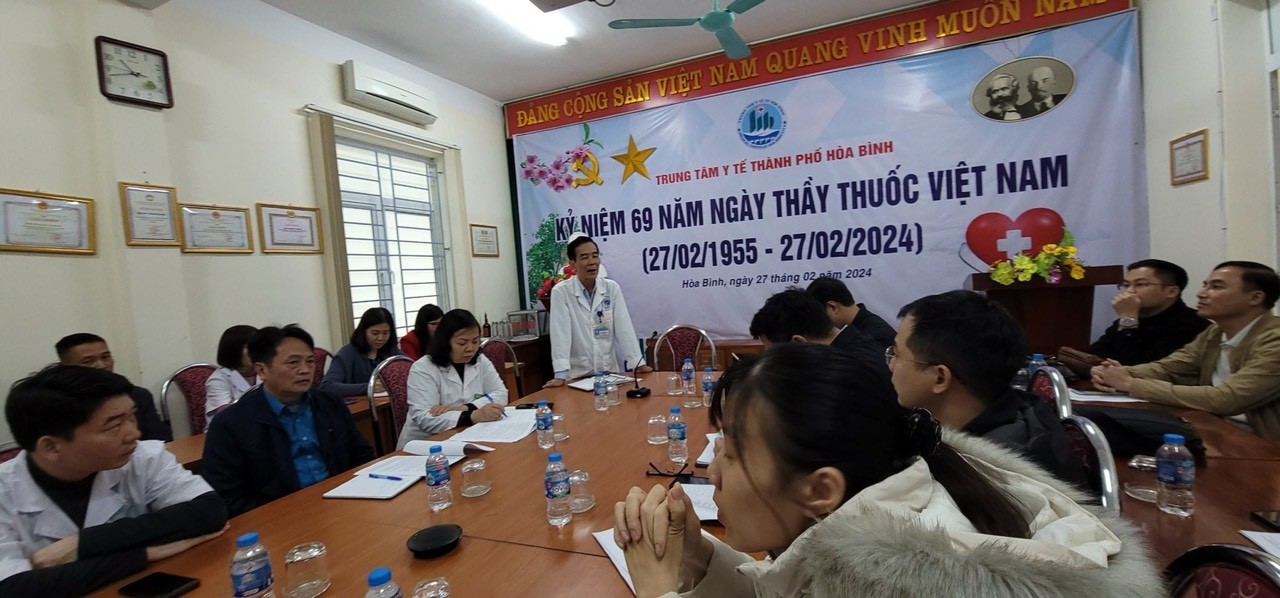 ĐẢNG CỘNG SẢN VIỆT NAM QUANG VINH MUÔN NĂM
TRUNG TÂM Y TẾ THÀNH PHỐ HÒA BÌNH
KỶ NIỆM 69 NĂM NGÀY THẦY THUỐC VIỆT NAM
(27/02/1955 - 27/02/2024)
Hòa Bình, ngày 27 tháng 02 năm 2024